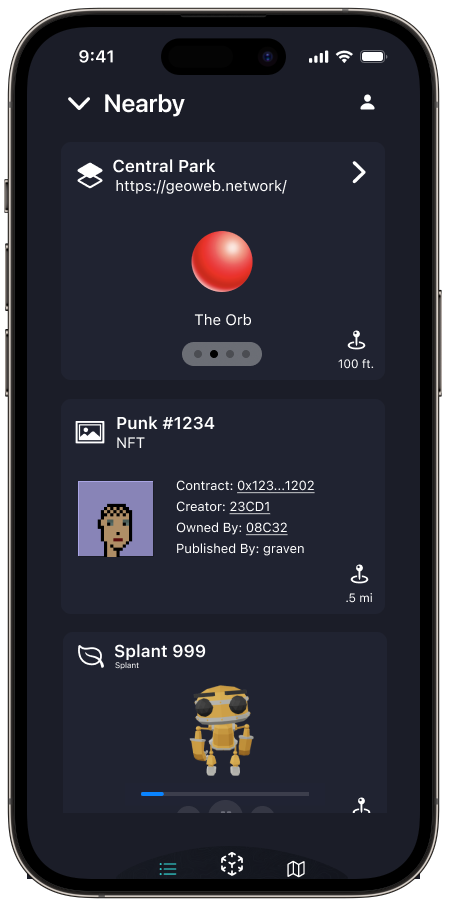 9:41
Nearby
Central Park
https://geoweb.network/
The Orb
100 ft.
Punk #1234
NFT
Contract: 0x123...1202
Creator: 23CD1
Owned By: 08C32
Published By: graven
.5 mi
Splant 999
Splant